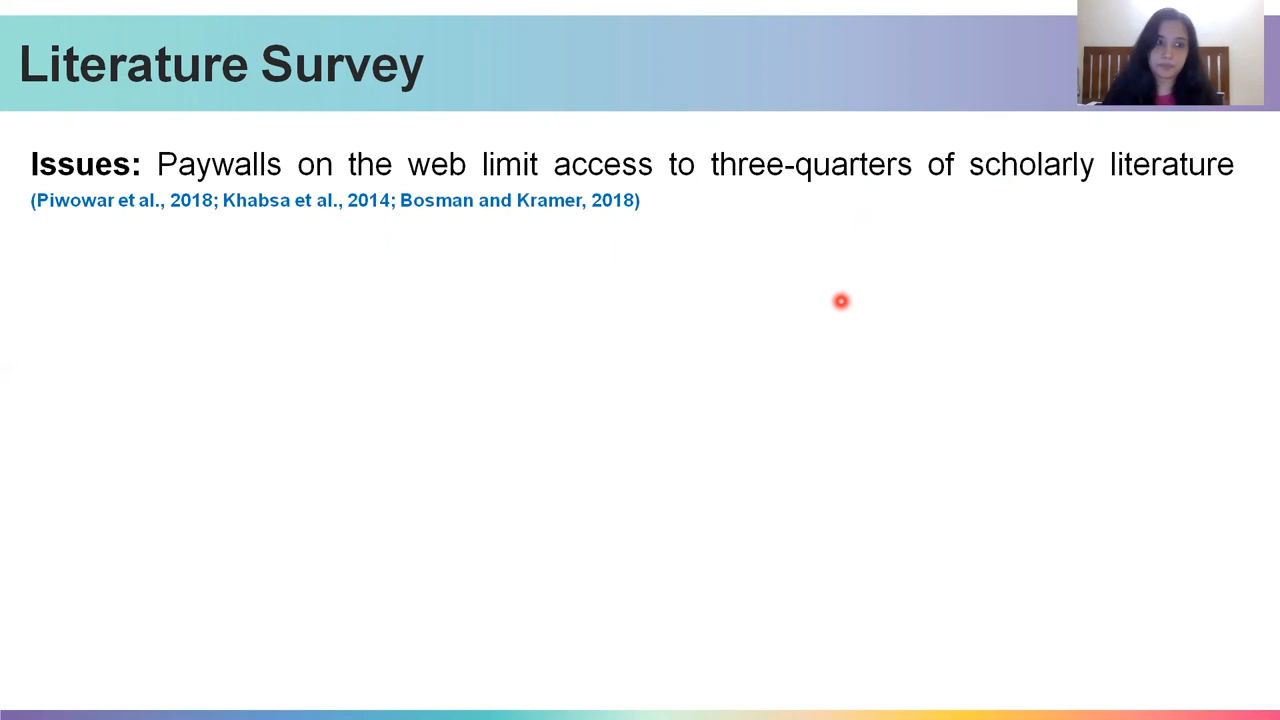 Literature Survey
Issues: Paywalls on the web limit access to three-quarters of scholarly literature
(Piwowar et al., 2018; Khabsa et al., 2014; Bosman and Kramer, 2018)